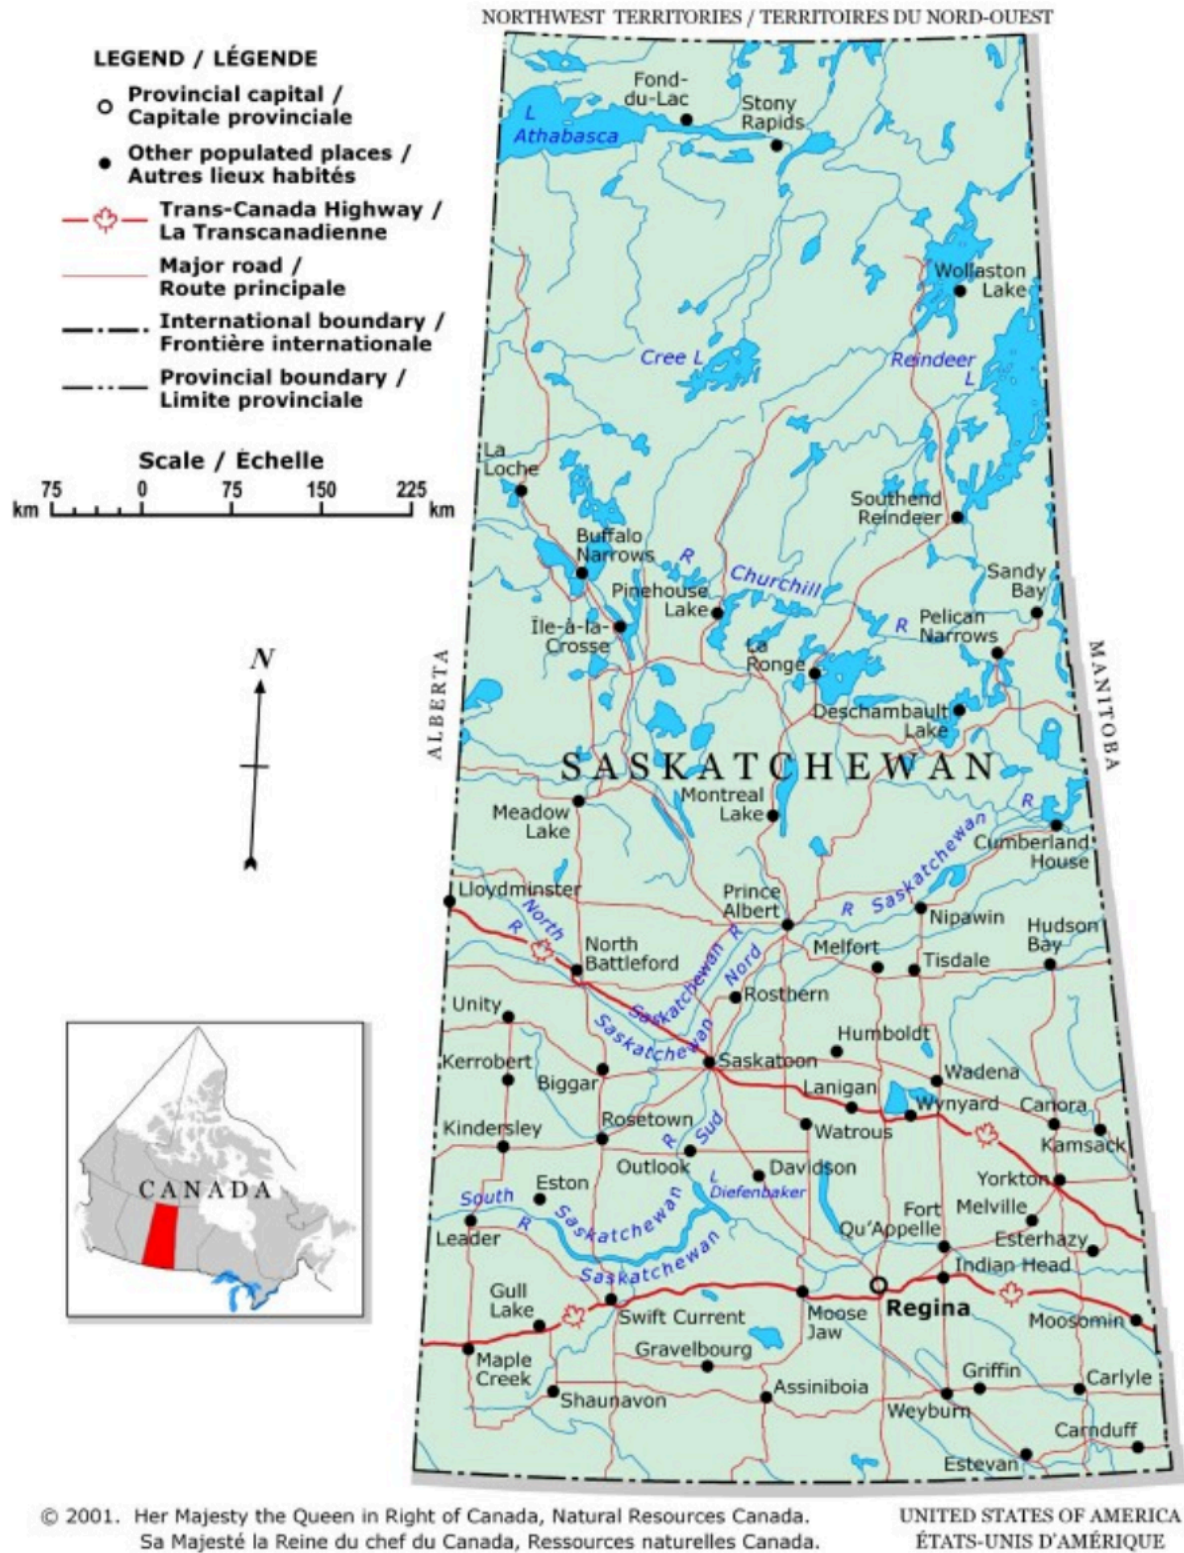 NORTHWEST TERRITORIES / TERRITOIRES DU NORD-OUEST
LEGEND / LÉGENDE
Provincial capital /
Capitale provinciale
Other populated places /
Autres lieux habités
Trans-Canada Highway /
La Transcanadienne
Major road /
Route principale
International boundary /
Frontière internationale
Provincial boundary /
Limite provinciale
Scale / Échelle
75 0 75 150 225
km km
N
ALBERTA
MANITOBA
SASKATCHEWAN
Fond-
du-Lac
Stony
Rapids
L
Athabasca
Wollaston
Lake
Cree L
Reindeer
L
La
Loche
Southend
Reindeer
Buffalo
Narrows
R Churchill R
Sandy
Bay
Pinehouse
Lake
Pelican
Narrows
Île-à-la-
Crosse
La
Ronge
Deschambault
Lake
Meadow
Lake
Montreal
Lake
R Saskatchewan R
Cumberland
House
Lloydminster
North
R
Prince
Albert
Nipawin
Hudson
Bay
North
Battleford
Saskatchewan R
Saskatchewan Nord
Melfort
Tisdale
Rosthern
Unity
Humboldt
Kerrobert
Biggar
Saskatoon
Lanigan
Wadena
Wynyard
Canora
Kamsack
Kindersley
Rosetown
R Sud
Watrous
Outlook
L
Diefenbaker
Davidson
Yorkton
Eston
South
R
Saskatchewan
Saskatchewan
Leader
Fort
Qu'Appelle
Melville
Esterhazy
Indian Head
Gull
Lake
Swift Current
Moose
Jaw
Regina
Moosomin
Maple
Creek
Gravelbourg
Shaunavon
Assiniboia
Griffin
Weyburn
Carlyle
Carnduff
Estevan
CANADA
© 2001. Her Majesty the Queen in Right of Canada, Natural Resources Canada.
Sa Majesté la Reine du chef du Canada, Ressources naturelles Canada.
UNITED STATES OF AMERICA
ÉTATS-UNIS D'AMÉRIQUE